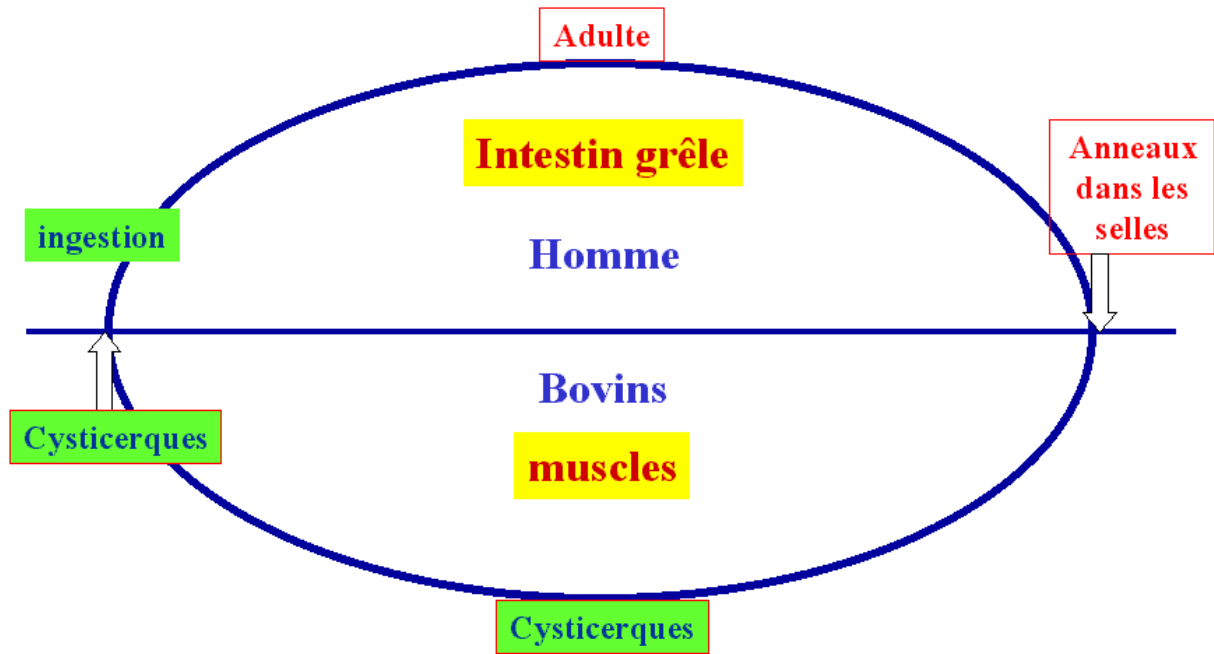 Adulte
Intestin grêle
Anneaux
dans les
selles
ingestion
Homme
Bovins
Cysticerques
muscles
Cysticerques